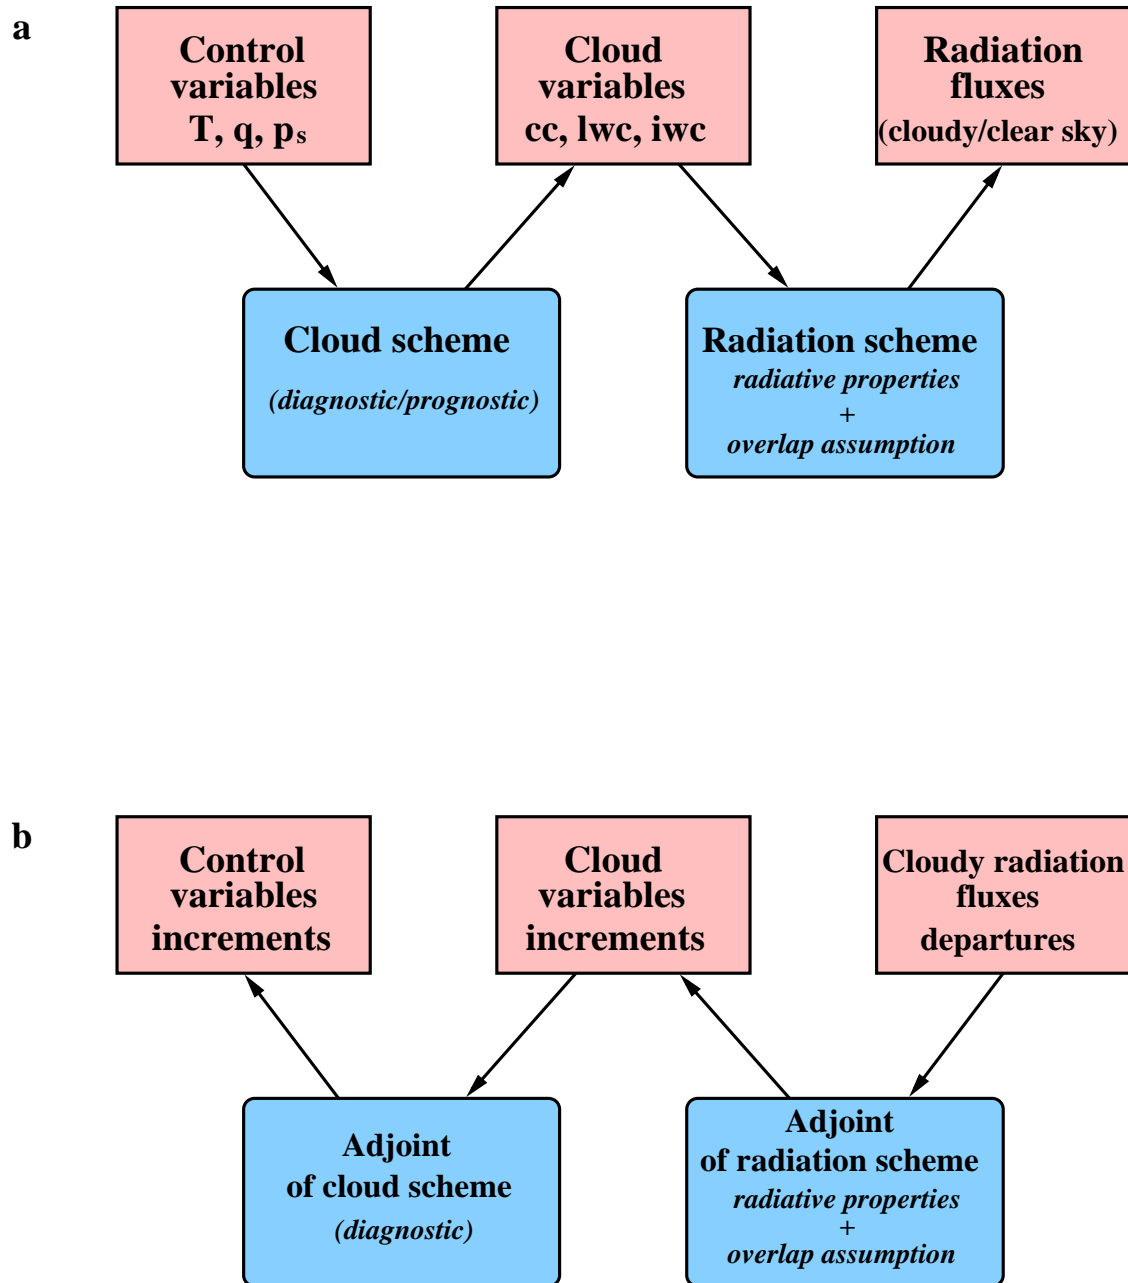 a
Control
variables
T, q, ps
Cloud
variables
cc, lwc, iwc
Radiation
fluxes
(cloudy/clear sky)
Cloud scheme
(diagnostic/prognostic)
Radiation scheme
radiative properties
+
overlap assumption
b
Control
variables
increments
Cloud
variables
increments
Cloudy radiation
fluxes
departures
Adjoint
of cloud scheme
(diagnostic)
Adjoint
of radiation scheme
radiative properties
+
overlap assumption